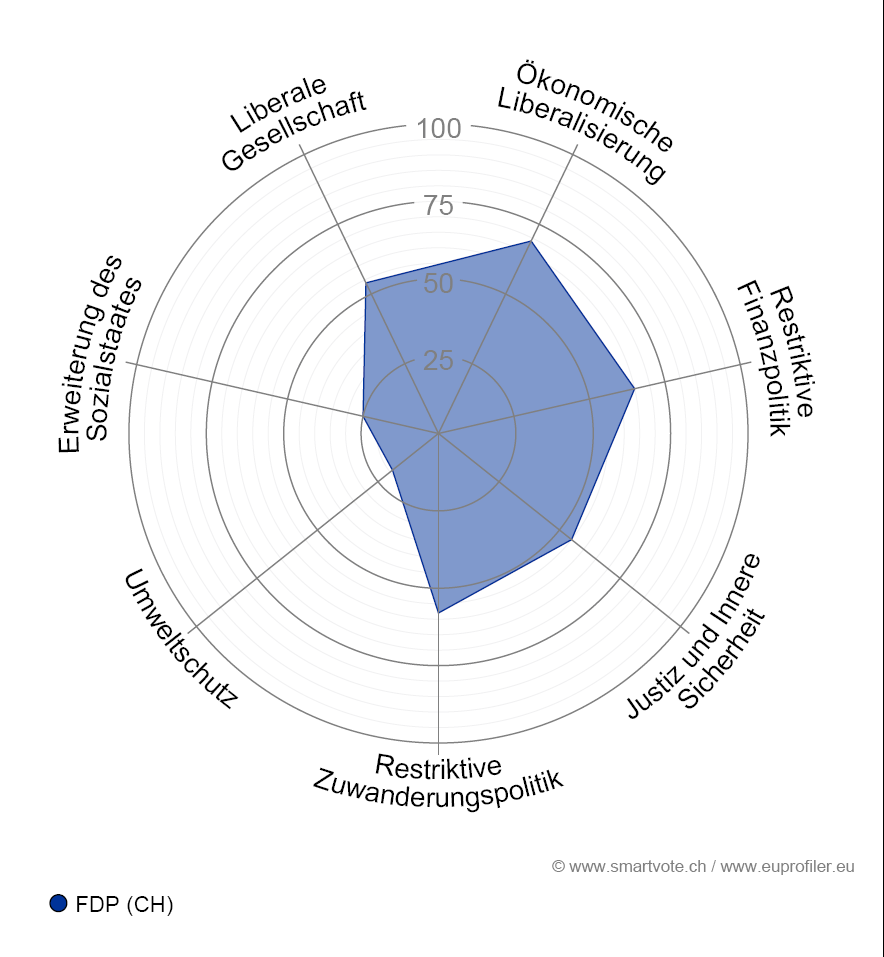 Liberale
Gesellschaft
Ökonomische
Liberalisierung
Restriktive
Finanzpolitik
Justiz und Innere
Sicherheit
Restriktive
Zuwanderungspolitik
Umweltschutz
Erweiterung des
Sozialstaates
100
75
50
25
© www.smartvote.ch / www.euprofiler.eu
FDP (CH)